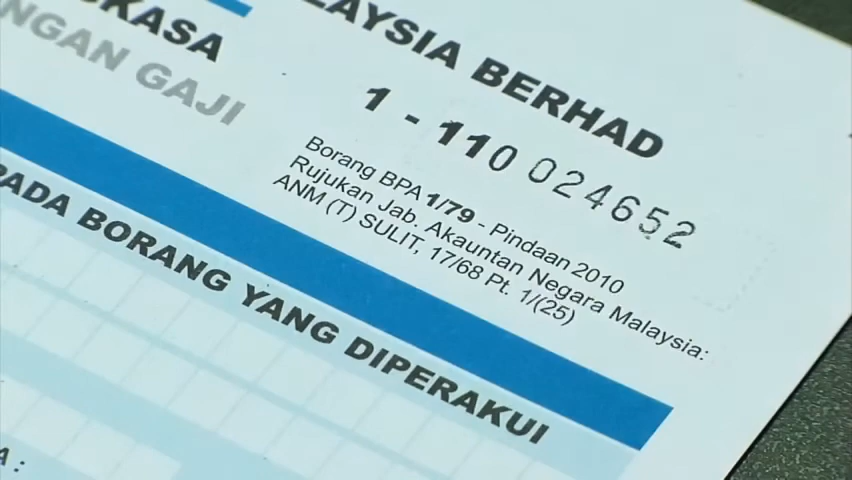 LAYSIA BERHAD
KASA
NGAN GAJI
1 - 110 024652
Borang BPA 1/79 - Pindaan 2010
Rujukan Jab. Akauntan Negara Malaysia:
ANM (T) SULIT, 17/68 Pt. 1/(25)
PADA BORANG YANG DIPERAKUI
A :